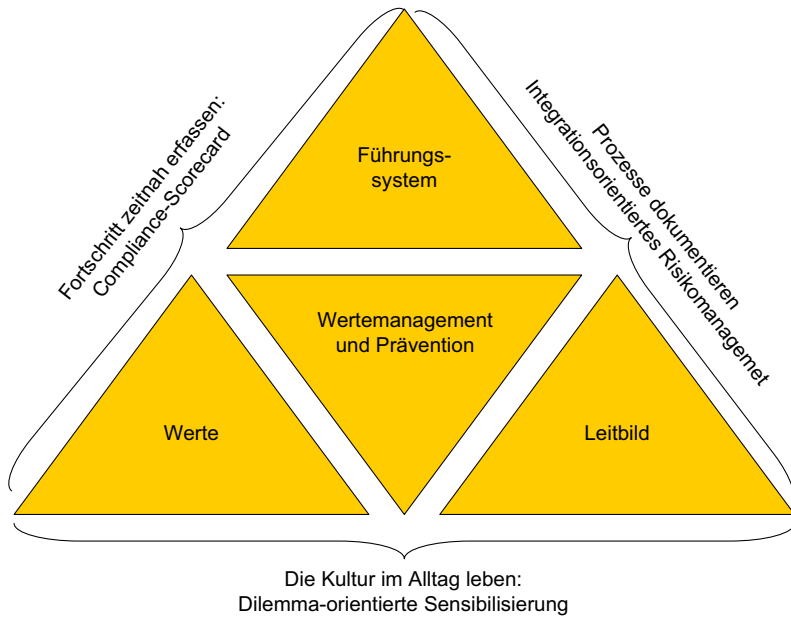 Führungs-
system
Fortschritt zeitnah erfassen:
Compliance-Scorecard
Prozesse dokumentieren
Integrationsorientiertes Risikomanagemet
Wertemanagement
und Prävention
Werte
Leitbild
Die Kultur im Alltag leben:
Dilemma-orientierte Sensibilisierung